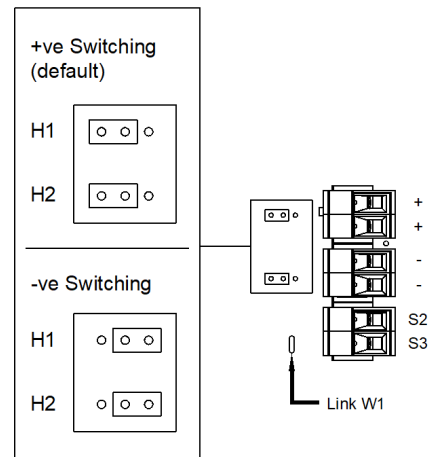 +ve Switching
(default)
H1
H2
-ve Switching
H1
H2
+
+
-
-
S2
S3
Link W1